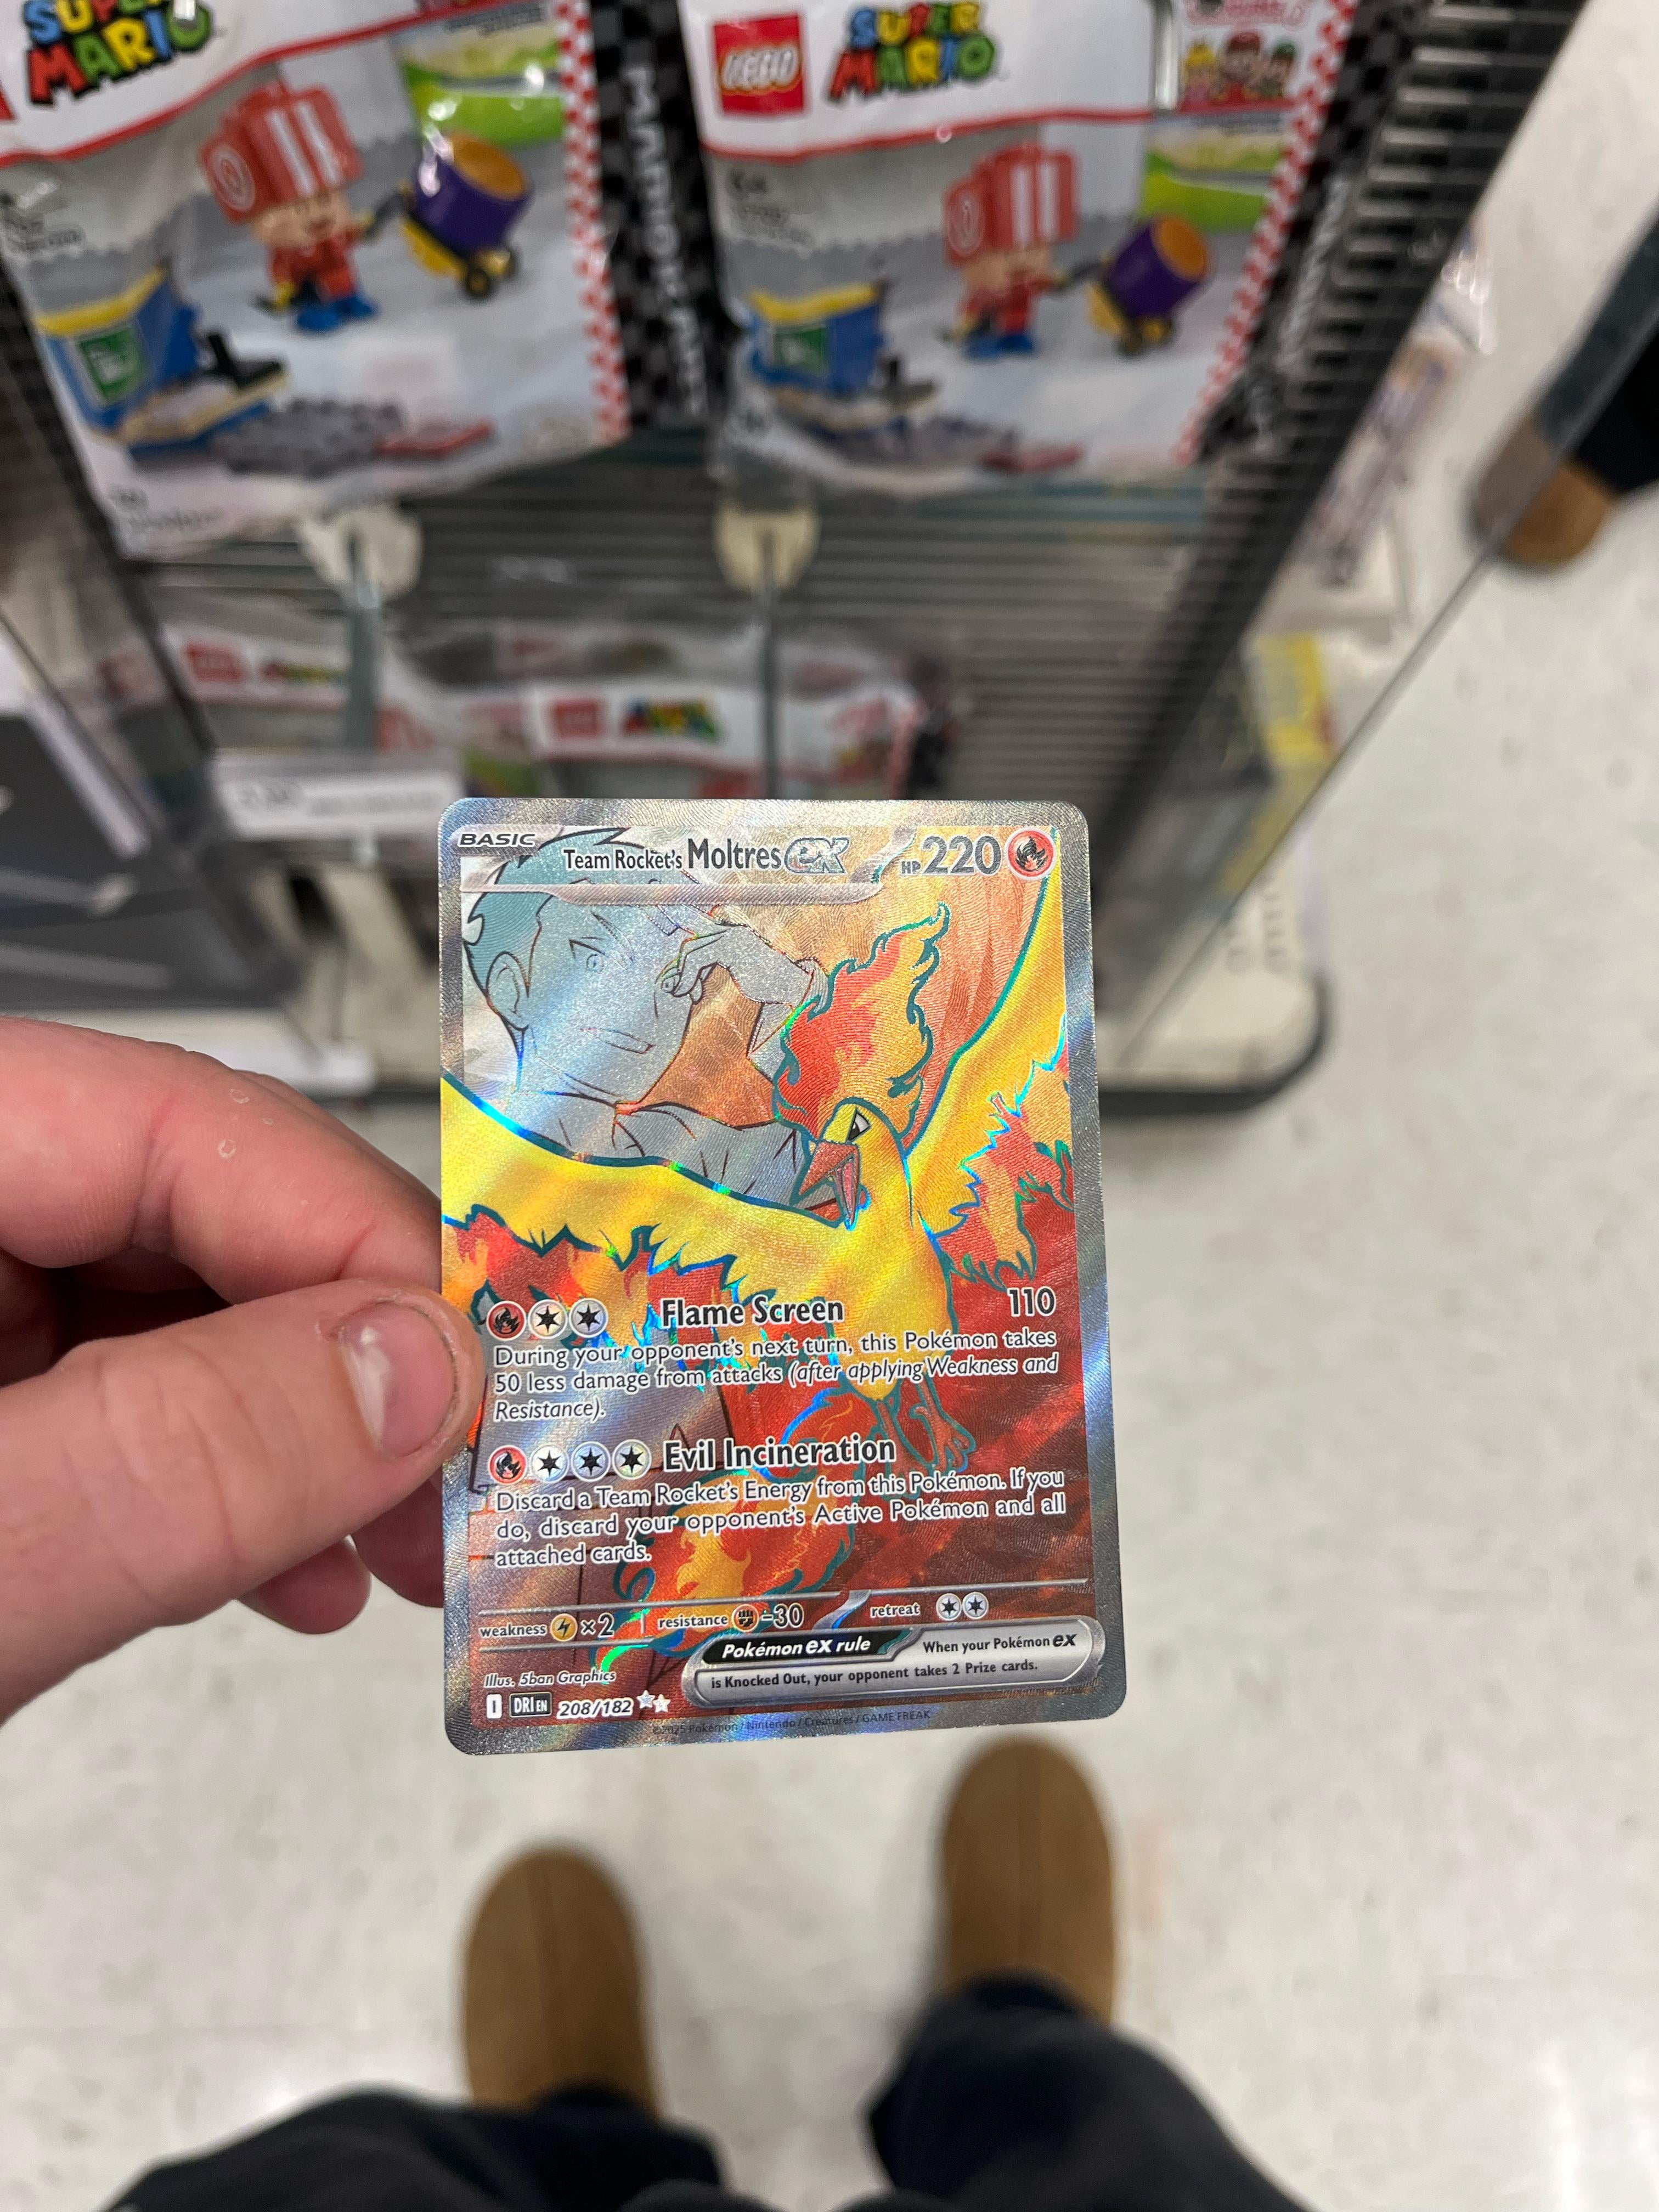 SUPER
MARIO
LEGO
SUPER
MARIO
LEGO
BASIC
Team Rocket's Moltres ex
HP 220
Flame Screen 110
During your opponent's next turn, this Pokémon takes
50 less damage from attacks (after applying Weakness and
Resistance).
Evil Incineration
Discard a Team Rocket's Energy from this Pokémon. If you
do, discard your opponent's Active Pokémon and all
attached cards.
weakness ×2 resistance -30 retreat
Pokémon ex rule When your Pokémon ex
is Knocked Out, your opponent takes 2 Prize cards.
Illus. 5ban Graphics
I DRI EN 208/182
©2025 Pokémon / Nintendo / Creatures / GAME FREAK